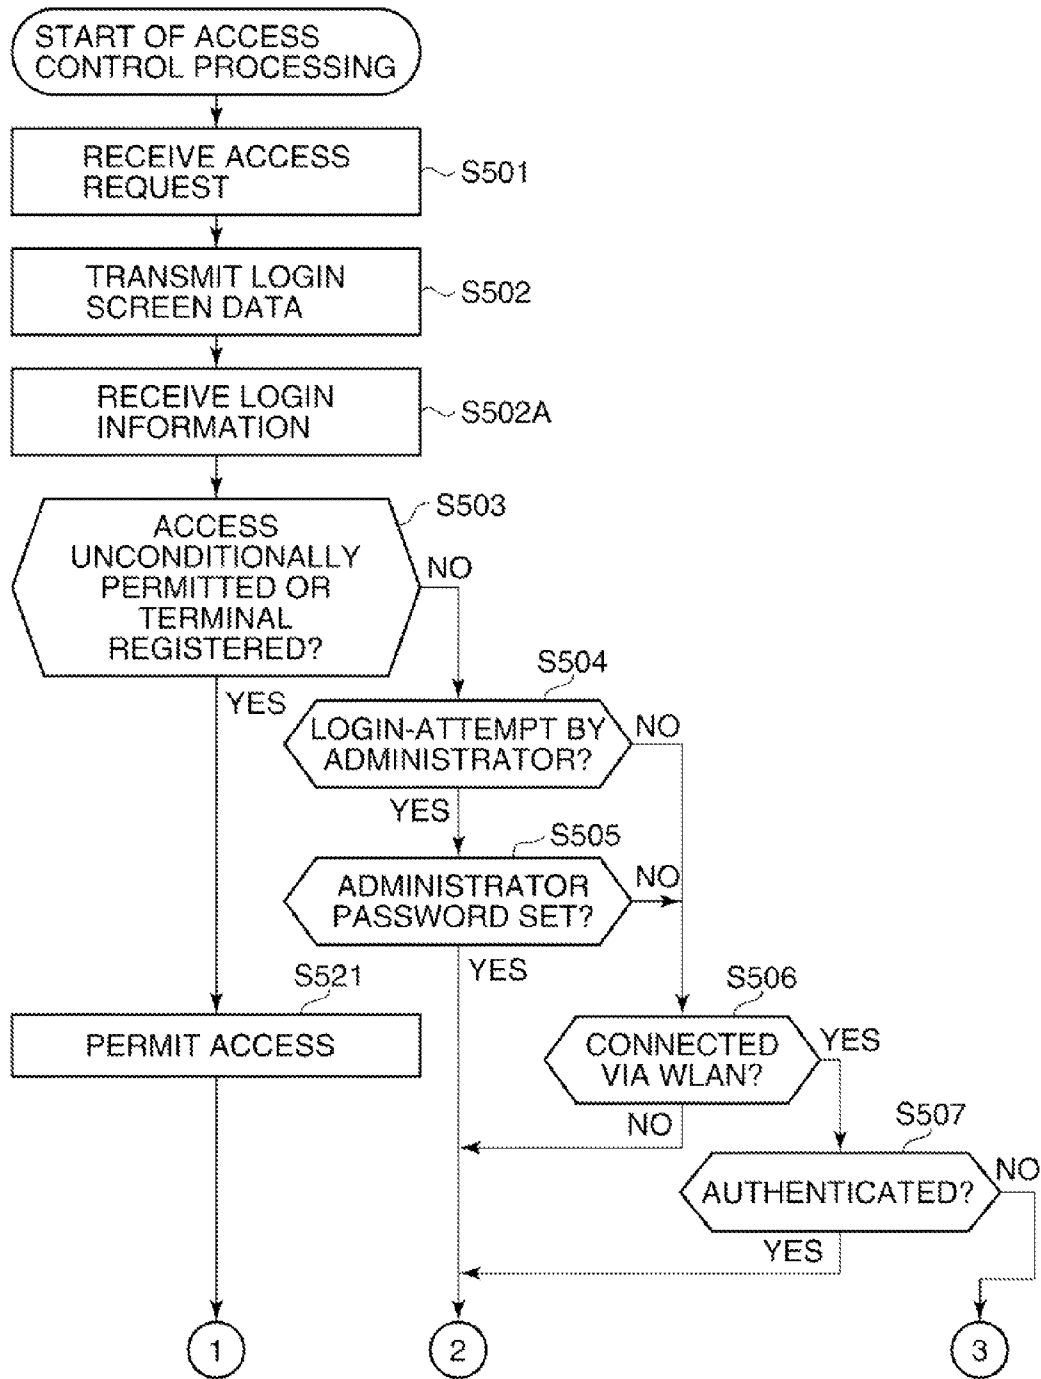 START OF ACCESS
CONTROL PROCESSING
RECEIVE ACCESS
REQUEST
S501
TRANSMIT LOGIN
SCREEN DATA
S502
RECEIVE LOGIN
INFORMATION
S502A
S503
ACCESS
UNCONDITIONALLY
PERMITTED OR
TERMINAL
REGISTERED?
NO
YES
S504
LOGIN-ATTEMPT BY
ADMINISTRATOR?
NO
YES
S505
ADMINISTRATOR
PASSWORD SET?
NO
YES
S521
PERMIT ACCESS
S506
CONNECTED
VIA WLAN?
YES
NO
S507
AUTHENTICATED?
NO
YES
1
2
3